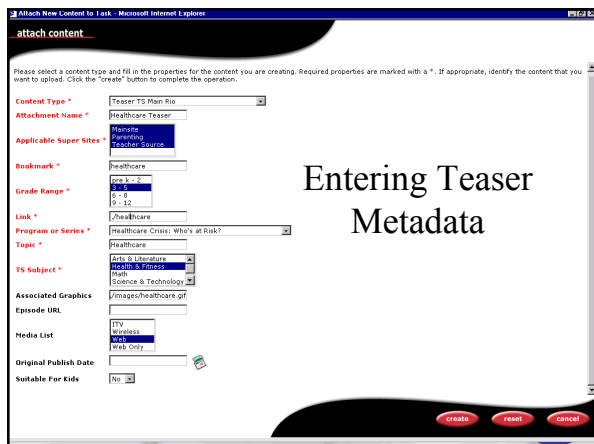 Attach New Content to Task - Microsoft Internet Explorer
attach content
Please select a content type and fill in the properties for the content you are creating. Required properties are marked with a *. If appropriate, identify the content that you
want to upload. Click the "create" button to complete the operation.
Content Type * Teaser TS Main Rio
Attachment Name * Healthcare Teaser
Applicable Super Sites * Mainsite
Parenting
Teacher Source
Bookmark * healthcare
Grade Range * pre k - 2
3 - 5
6 - 8
9 - 12
Entering Teaser
Metadata
Link * ./healthcare
Program or Series * Healthcare Crisis: Who's at Risk?
Topic * Healthcare
TS Subject * Arts & Literature
Health & Fitness
Math
Science & Technology
Associated Graphics /images/healthcare.gif
Episode URL
Media List ITV
Wireless
Web
Web Only
Original Publish Date
Suitable For Kids No
create reset cancel